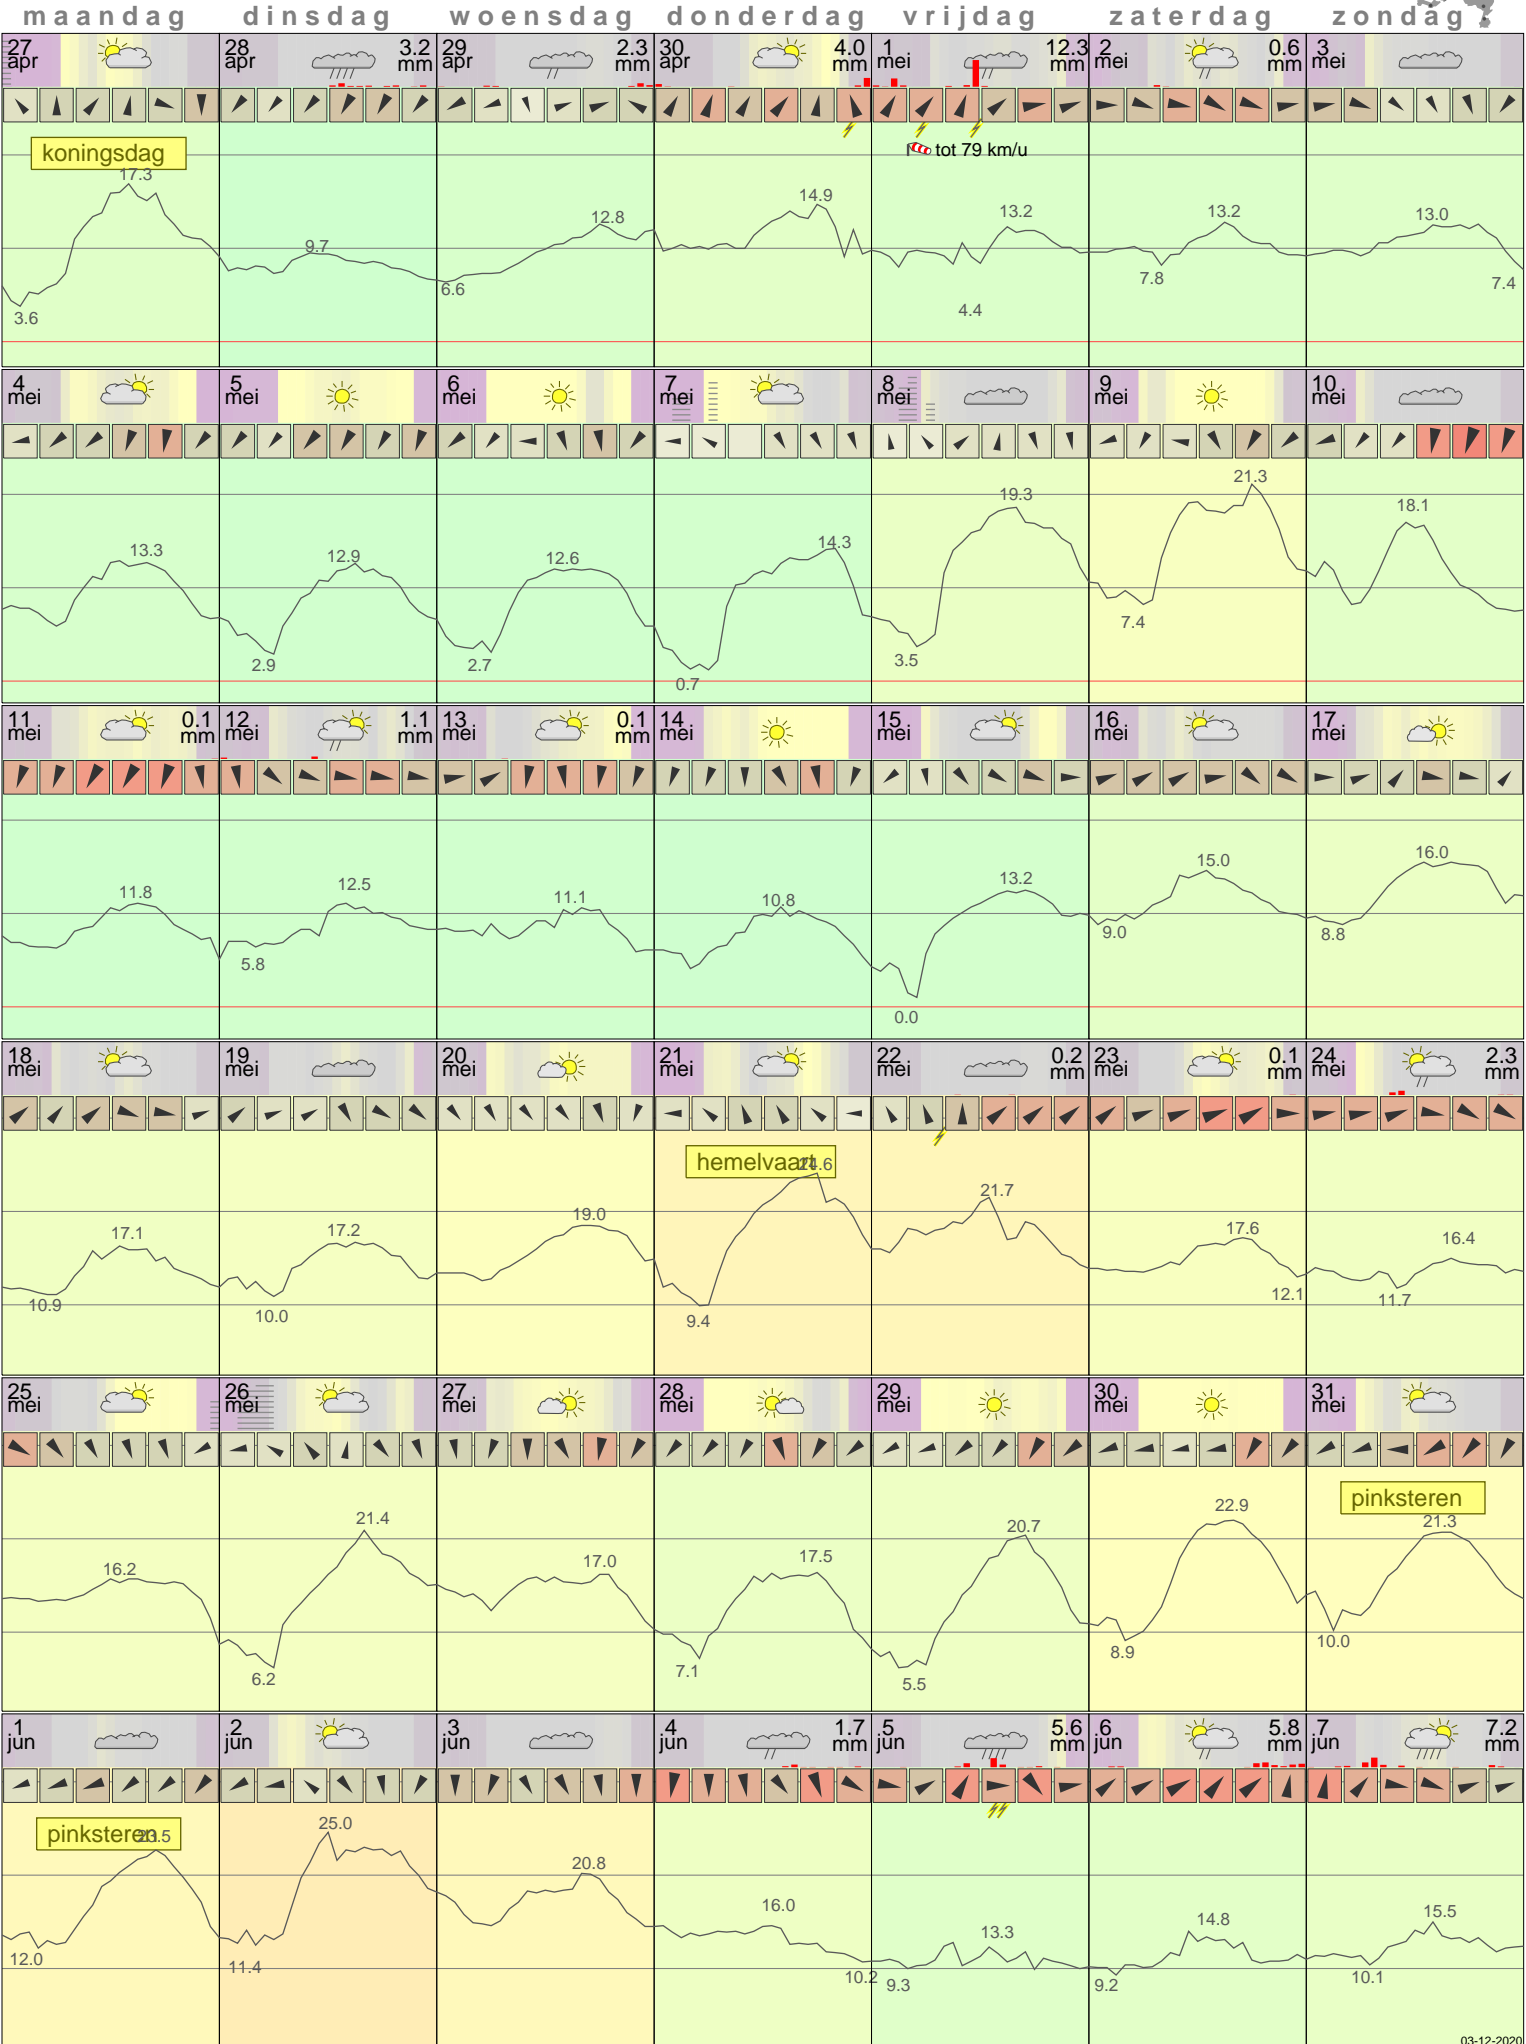 maandag dinsdag woensdag donderdag vrijdag zaterdag zondag
27 apr
28 apr 3.2 mm
29 apr 2.3 mm
30 apr 4.0 mm
1 mei 12.3 mm
2 mei 0.6 mm
3 mei
koningsdag
tot 79 km/u
17.3
3.6
9.7
12.8
6.6
14.9
13.2
4.4
13.2
7.8
13.0
7.4
4 mei
5 mei
6 mei
7 mei
8 mei
9 mei
10 mei
13.3
12.9
2.9
12.6
2.7
14.3
0.7
19.3
3.5
21.3
7.4
18.1
11 mei 0.1 mm
12 mei 1.1 mm
13 mei 0.1 mm
14 mei
15 mei
16 mei
17 mei
11.8
12.5
5.8
11.1
10.8
13.2
0.0
15.0
9.0
16.0
8.8
18 mei
19 mei
20 mei
21 mei
22 mei 0.2 mm
23 mei 0.1 mm
24 mei 2.3 mm
hemelvaart
17.1
10.9
17.2
10.0
19.0
24.6
9.4
21.7
17.6
12.1
16.4
11.7
25 mei
26 mei
27 mei
28 mei
29 mei
30 mei
31 mei
pinksteren
16.2
21.4
6.2
17.0
17.5
7.1
20.7
5.5
22.9
8.9
21.3
10.0
1 jun
2 jun
3 jun
4 jun 1.7 mm
5 jun 5.6 mm
6 jun 5.8 mm
7 jun 7.2 mm
pinksteren
23.5
12.0
25.0
11.4
20.8
16.0
10.2
13.3
9.3
14.8
9.2
15.5
10.1
03-12-2020